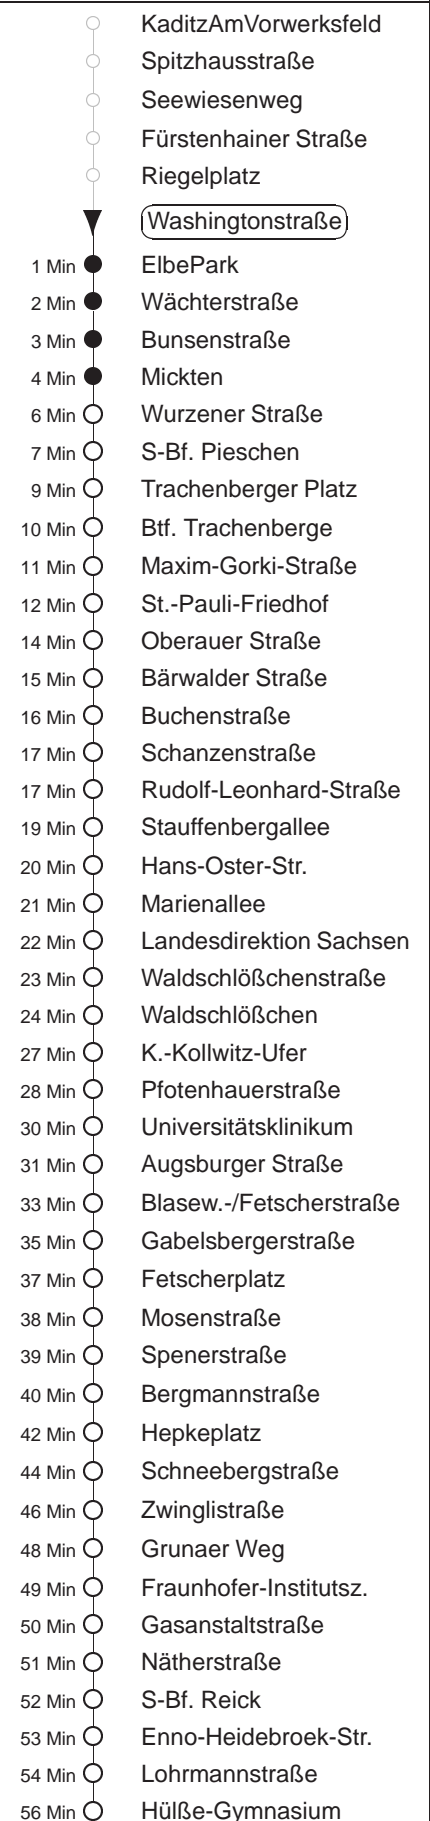 KaditzAmVorwerksfeld
Spitzhausstraße
Seewiesenweg
Fürstenhainer Straße
Riegelplatz
Washingtonstraße
1 Min ElbePark
2 Min Wächterstraße
3 Min Bunsenstraße
4 Min Mickten
6 Min Wurzener Straße
7 Min S-Bf. Pieschen
9 Min Trachenberger Platz
10 Min Btf. Trachenberge
11 Min Maxim-Gorki-Straße
12 Min St.-Pauli-Friedhof
14 Min Oberauer Straße
15 Min Bärwalder Straße
16 Min Buchenstraße
17 Min Schanzenstraße
17 Min Rudolf-Leonhard-Straße
19 Min Stauffenbergallee
20 Min Hans-Oster-Str.
21 Min Marienallee
22 Min Landesdirektion Sachsen
23 Min Waldschlößchenstraße
24 Min Waldschlößchen
27 Min K.-Kollwitz-Ufer
28 Min Pfotenhauerstraße
30 Min Universitätsklinikum
31 Min Augsburger Straße
33 Min Blasew.-/Fetscherstraße
35 Min Gabelsbergerstraße
37 Min Fetscherplatz
38 Min Mosenstraße
39 Min Spenerstraße
40 Min Bergmannstraße
42 Min Hepkeplatz
44 Min Schneebergstraße
46 Min Zwinglistraße
48 Min Grunaer Weg
49 Min Fraunhofer-Institutsz.
50 Min Gasanstaltstraße
51 Min Nätherstraße
52 Min S-Bf. Reick
53 Min Enno-Heidebroek-Str.
54 Min Lohrmannstraße
56 Min Hülße-Gymnasium